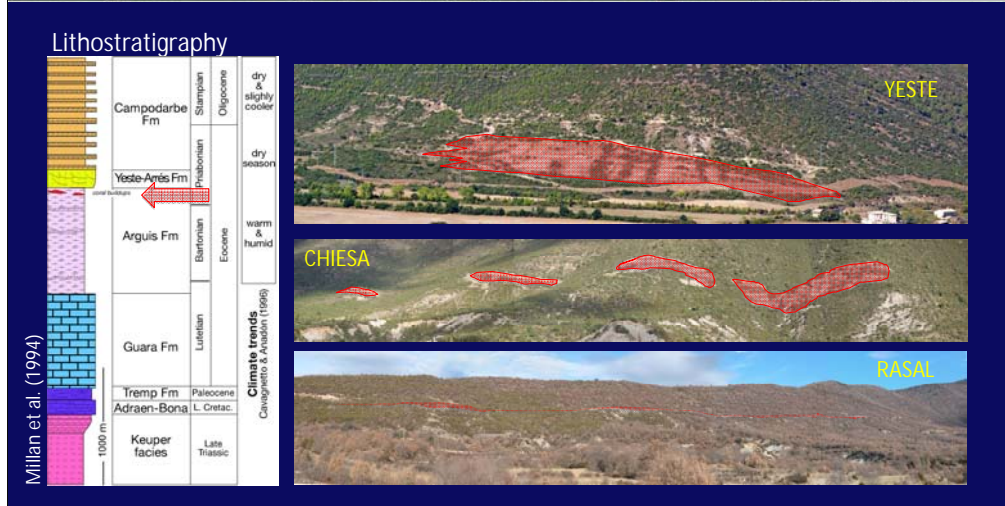 Lithostratigraphy
Campodarbe
Fm
Stampian
Oligocene
dry
&
slighly
cooler
Yeste-Arrés Fm
Priabonian
dry
season
coral buildups
Arguis Fm
Bartonian
Eocene
warm
&
humid
Guara Fm
Lutetian
Climate trends
Cavagnetto & Anadón (1996)
Tremp Fm
Paleocene
Adraen-Bona
L. Cretac.
Keuper
facies
Late
Triassic
1000 m
Millan et al. (1994)
YESTE
CHIESA
RASAL